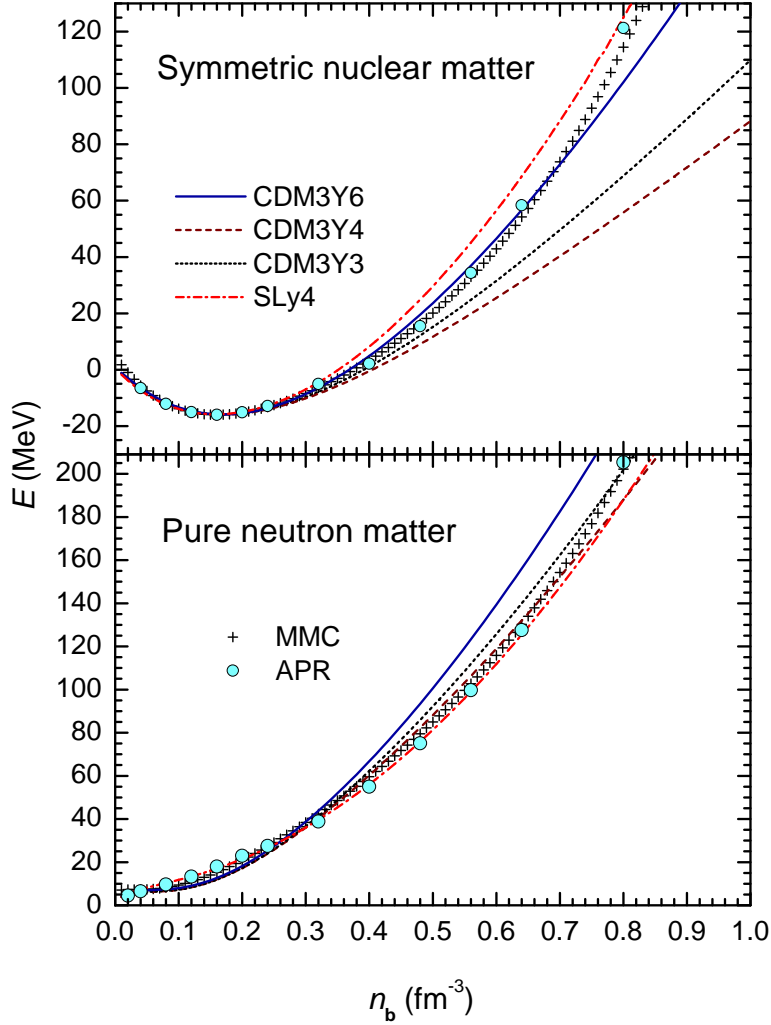 120
100
80
60
40
20
0
-20
Symmetric nuclear matter
CDM3Y6
CDM3Y4
CDM3Y3
SLy4
E (MeV)
200
180
160
140
120
100
80
60
40
20
0
Pure neutron matter
MMC
APR
0.0 0.1 0.2 0.3 0.4 0.5 0.6 0.7 0.8 0.9 1.0
n_b (fm^-3)